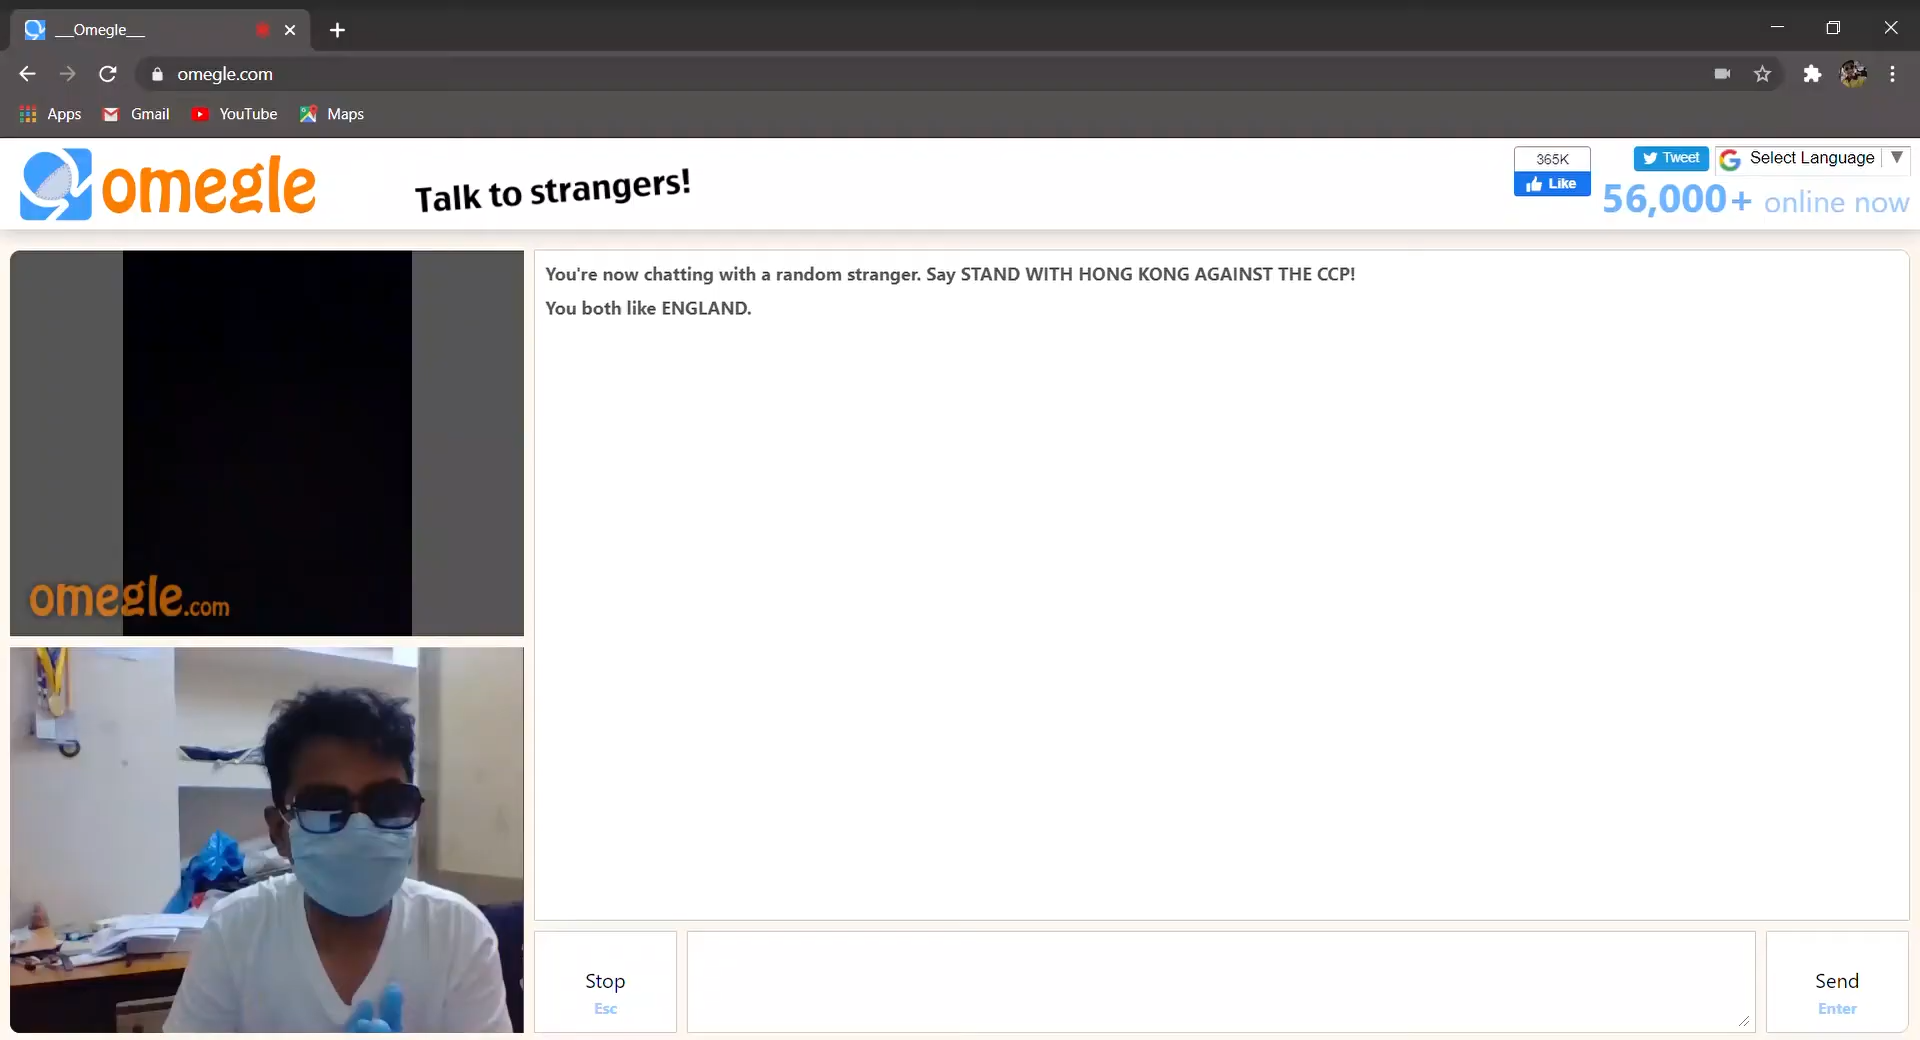 __Omegle__
omegle.com
Apps
Gmail
YouTube
Maps
omegle
Talk to strangers!
365K
Like
Tweet
Select Language
56,000+ online now
You're now chatting with a random stranger. Say STAND WITH HONG KONG AGAINST THE CCP!
You both like ENGLAND.
omegle.com
Stop
Esc
Send
Enter